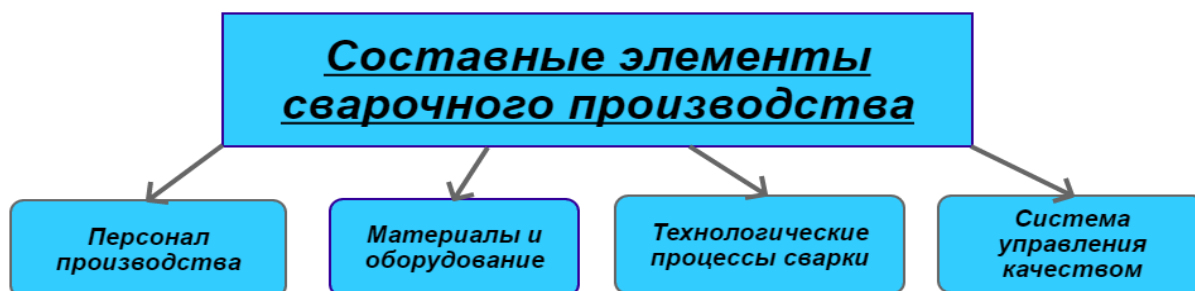 Составные элементы
сварочного производства
Персонал
производства
Материалы и
оборудование
Технологические
процессы сварки
Система
управления
качеством